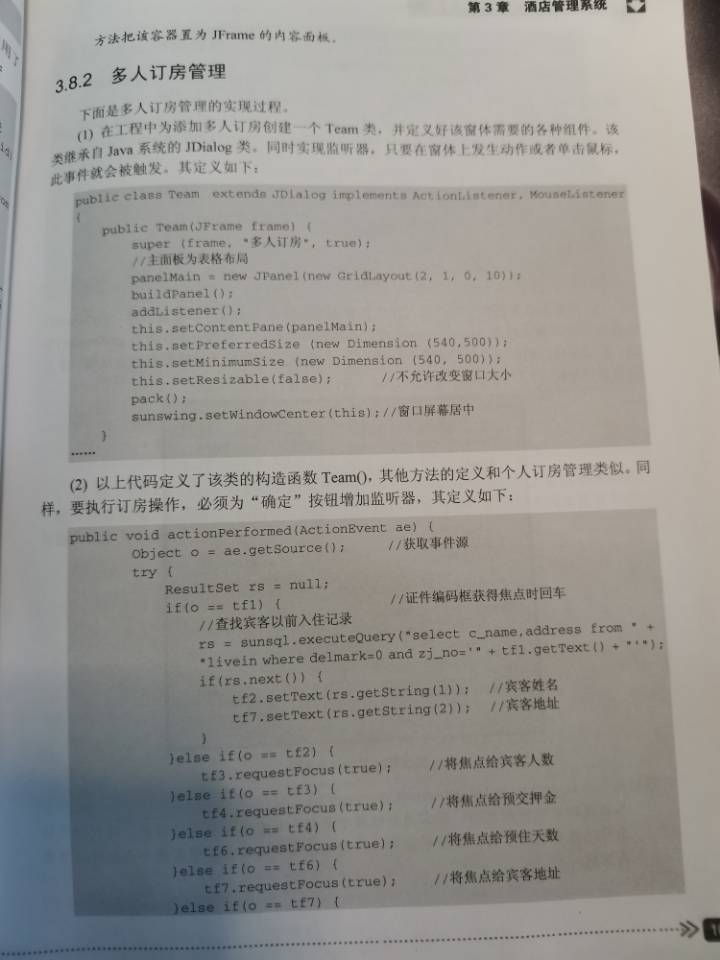 第 3 章 酒店管理系统
方法把该容器置为 JFrame 的内容面板。
3.8.2 多人订房管理
下面是多人订房管理的实现过程。
(1) 在工程中为添加多人订房创建一个 Team 类，并定义好该窗体需要的各种组件。该
类继承自 Java 系统的 JDialog 类。同时实现监听器，只要在窗体上发生动作或者单击鼠标，
此事件就会被触发。其定义如下：
public class Team  extends JDialog implements ActionListener, MouseListener
{
public Team(JFrame frame) {
super (frame, "多人订房", true);
//主面板为表格布局
panelMain = new JPanel(new GridLayout(2, 1, 0, 10));
buildPanel();
addListener();
this.setContentPane(panelMain);
this.setPreferredSize (new Dimension (540,500));
this.setMinimumSize (new Dimension (540, 500));
this.setResizable(false);        //不允许改变窗口大小
pack();
sunswing.setWindowCenter(this);//窗口屏幕居中
}
......
(2) 以上代码定义了该类的构造函数 Team()，其他方法的定义和个人订房管理类似。同
样，要执行订房操作，必须为“确定”按钮增加监听器，其定义如下：
public void actionPerformed(ActionEvent ae) {
Object o = ae.getSource();      //获取事件源
try {
ResultSet rs = null;
if(o == tf1) {               //证件编码框获得焦点时回车
//查找宾客以前入住记录
rs = sunsql.executeQuery("select c_name,address from " +
"livein where delmark=0 and zj_no='" + tf1.getText() + "'");
if(rs.next()) {
tf2.setText(rs.getString(1));   //宾客姓名
tf7.setText(rs.getString(2));   //宾客地址
}
}else if(o == tf2) {
tf3.requestFocus(true);      //将焦点给宾客人数
}else if(o == tf3) {
tf4.requestFocus(true);      //将焦点给预交押金
}else if(o == tf4) {
tf6.requestFocus(true);      //将焦点给预住天数
}else if(o == tf6) {
tf7.requestFocus(true);      //将焦点给宾客地址
}else if(o == tf7) {